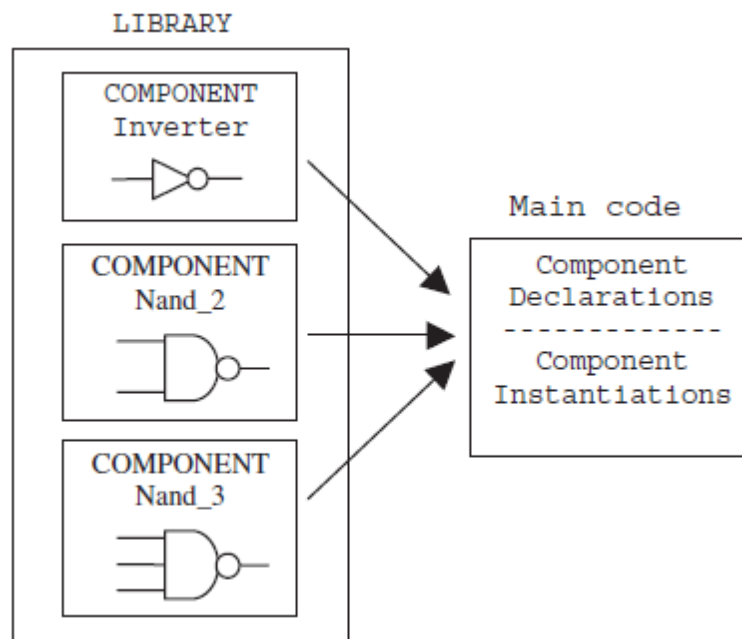 LIBRARY
COMPONENT
Inverter
COMPONENT
Nand_2
COMPONENT
Nand_3
Main code
Component
Declarations
-------------
Component
Instantiations